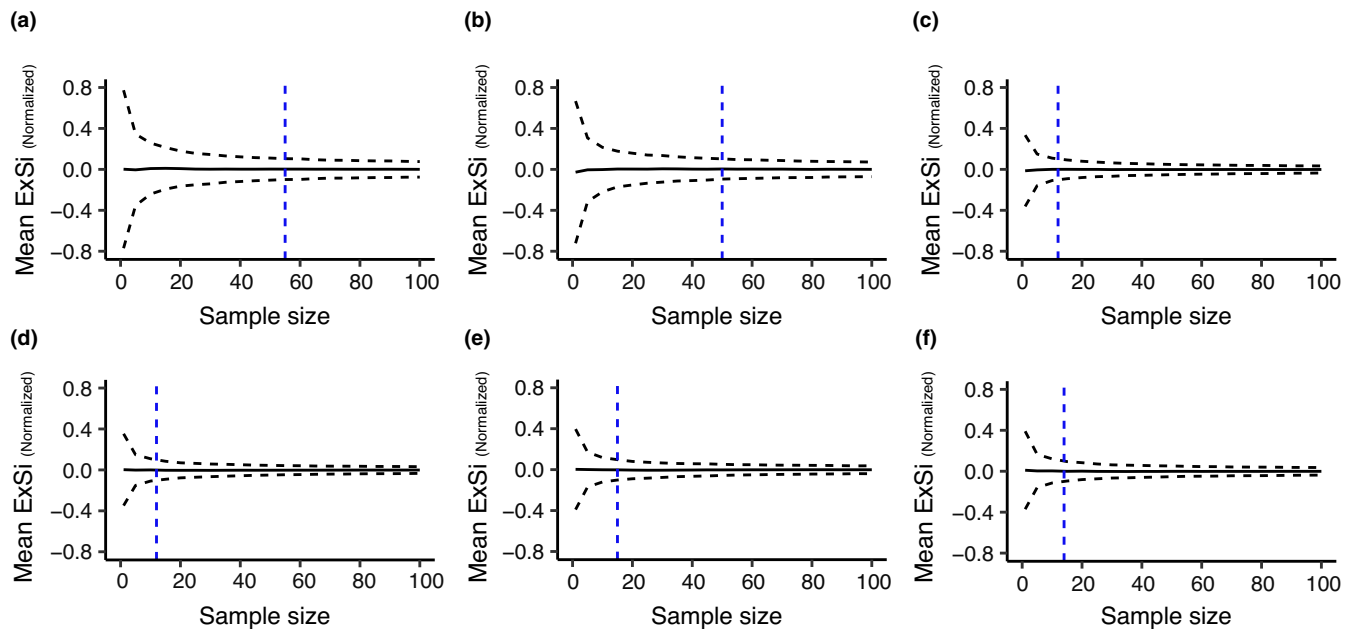 (a) (b) (c)
0.8 0.8 0.8
0.4 0.4 0.4
0.0 0.0 0.0
−0.4 −0.4 −0.4
−0.8 −0.8 −0.8
Mean ExSi (Normalized) Mean ExSi (Normalized) Mean ExSi (Normalized)
0 20 40 60 80 100 0 20 40 60 80 100 0 20 40 60 80 100
Sample size Sample size Sample size
(d) (e) (f)
0.8 0.8 0.8
0.4 0.4 0.4
0.0 0.0 0.0
−0.4 −0.4 −0.4
−0.8 −0.8 −0.8
Mean ExSi (Normalized) Mean ExSi (Normalized) Mean ExSi (Normalized)
0 20 40 60 80 100 0 20 40 60 80 100 0 20 40 60 80 100
Sample size Sample size Sample size